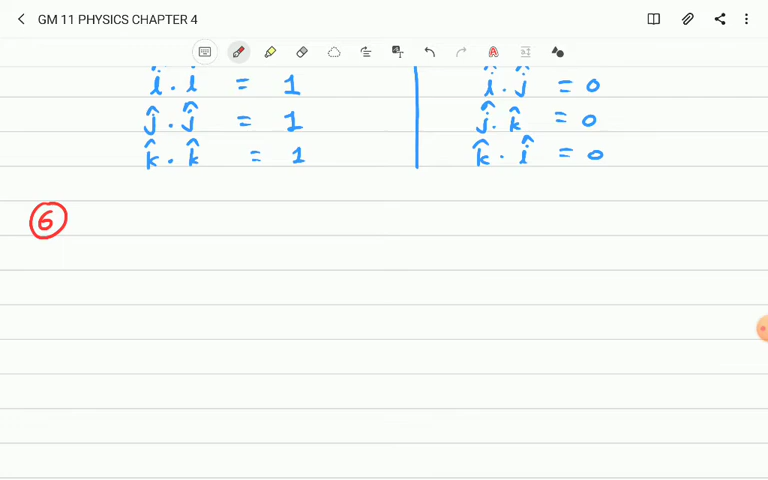 GM 11 PHYSICS CHAPTER 4
î . î = 1
î . ĵ = 0
ĵ . ĵ = 1
ĵ . k̂ = 0
k̂ . k̂ = 1
k̂ . î = 0
6